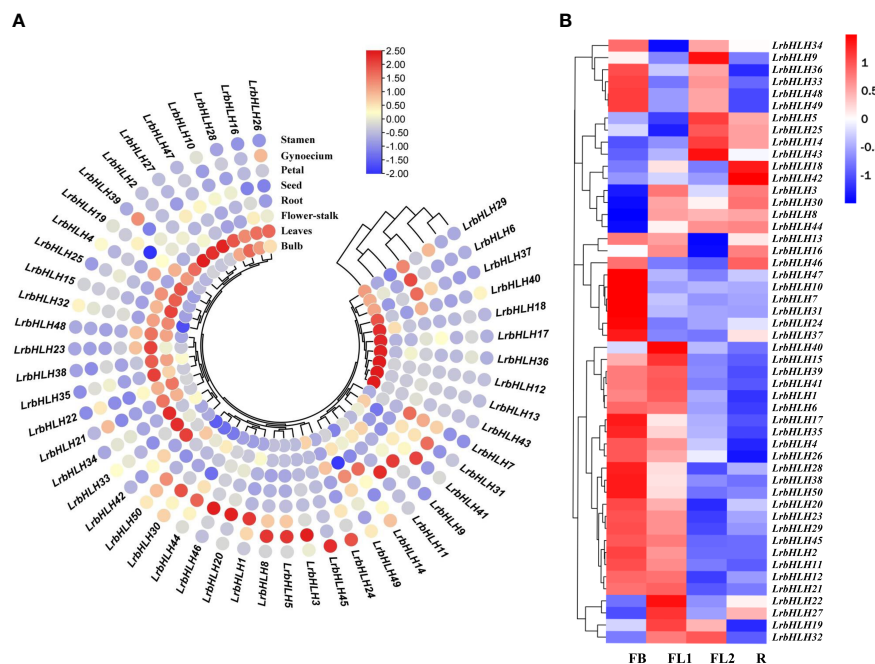 A
B
2.50
1.50
0.50
0.00
-0.50
-1.00
-2.00
Stamen
Gynoecium
Petal
Seed
Root
Flower-stalk
Leaves
Bulb
LrbHLH29
LrbHLH6
LrbHLH37
LrbHLH40
LrbHLH18
LrbHLH17
LrbHLH36
LrbHLH12
LrbHLH13
LrbHLH43
LrbHLH7
LrbHLH31
LrbHLH41
LrbHLH9
LrbHLH11
LrbHLH14
LrbHLH49
LrbHLH24
LrbHLH45
LrbHLH3
LrbHLH5
LrbHLH8
LrbHLH1
LrbHLH20
LrbHLH46
LrbHLH44
LrbHLH30
LrbHLH50
LrbHLH42
LrbHLH33
LrbHLH34
LrbHLH21
LrbHLH22
LrbHLH35
LrbHLH38
LrbHLH23
LrbHLH48
LrbHLH32
LrbHLH15
LrbHLH25
LrbHLH4
LrbHLH19
LrbHLH39
LrbHLH2
LrbHLH27
LrbHLH47
LrbHLH10
LrbHLH28
LrbHLH16
LrbHLH26
LrbHLH34
LrbHLH9
LrbHLH36
LrbHLH33
LrbHLH48
LrbHLH49
LrbHLH5
LrbHLH25
LrbHLH14
LrbHLH43
LrbHLH18
LrbHLH42
LrbHLH3
LrbHLH30
LrbHLH8
LrbHLH44
LrbHLH13
LrbHLH16
LrbHLH46
LrbHLH47
LrbHLH10
LrbHLH7
LrbHLH31
LrbHLH24
LrbHLH37
LrbHLH40
LrbHLH15
LrbHLH39
LrbHLH41
LrbHLH1
LrbHLH6
LrbHLH17
LrbHLH35
LrbHLH4
LrbHLH26
LrbHLH28
LrbHLH38
LrbHLH50
LrbHLH20
LrbHLH23
LrbHLH29
LrbHLH45
LrbHLH2
LrbHLH11
LrbHLH12
LrbHLH21
LrbHLH22
LrbHLH27
LrbHLH19
LrbHLH32
1
0.5
0
-0.5
-1
FB FL1 FL2 R